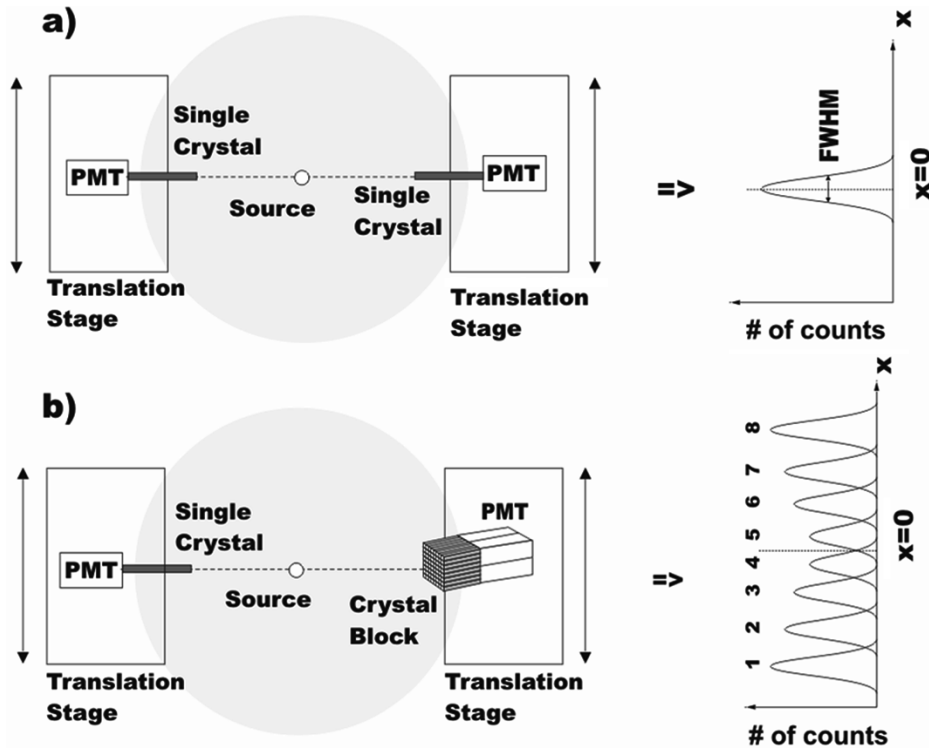 a)
Single
Crystal
PMT
Source
Single
Crystal
PMT
Translation
Stage
Translation
Stage
=>
x
FWHM
x=0
# of counts
b)
Single
Crystal
PMT
Source
Crystal
Block
PMT
Translation
Stage
Translation
Stage
=>
x
8
7
6
5
4
3
2
1
x=0
# of counts